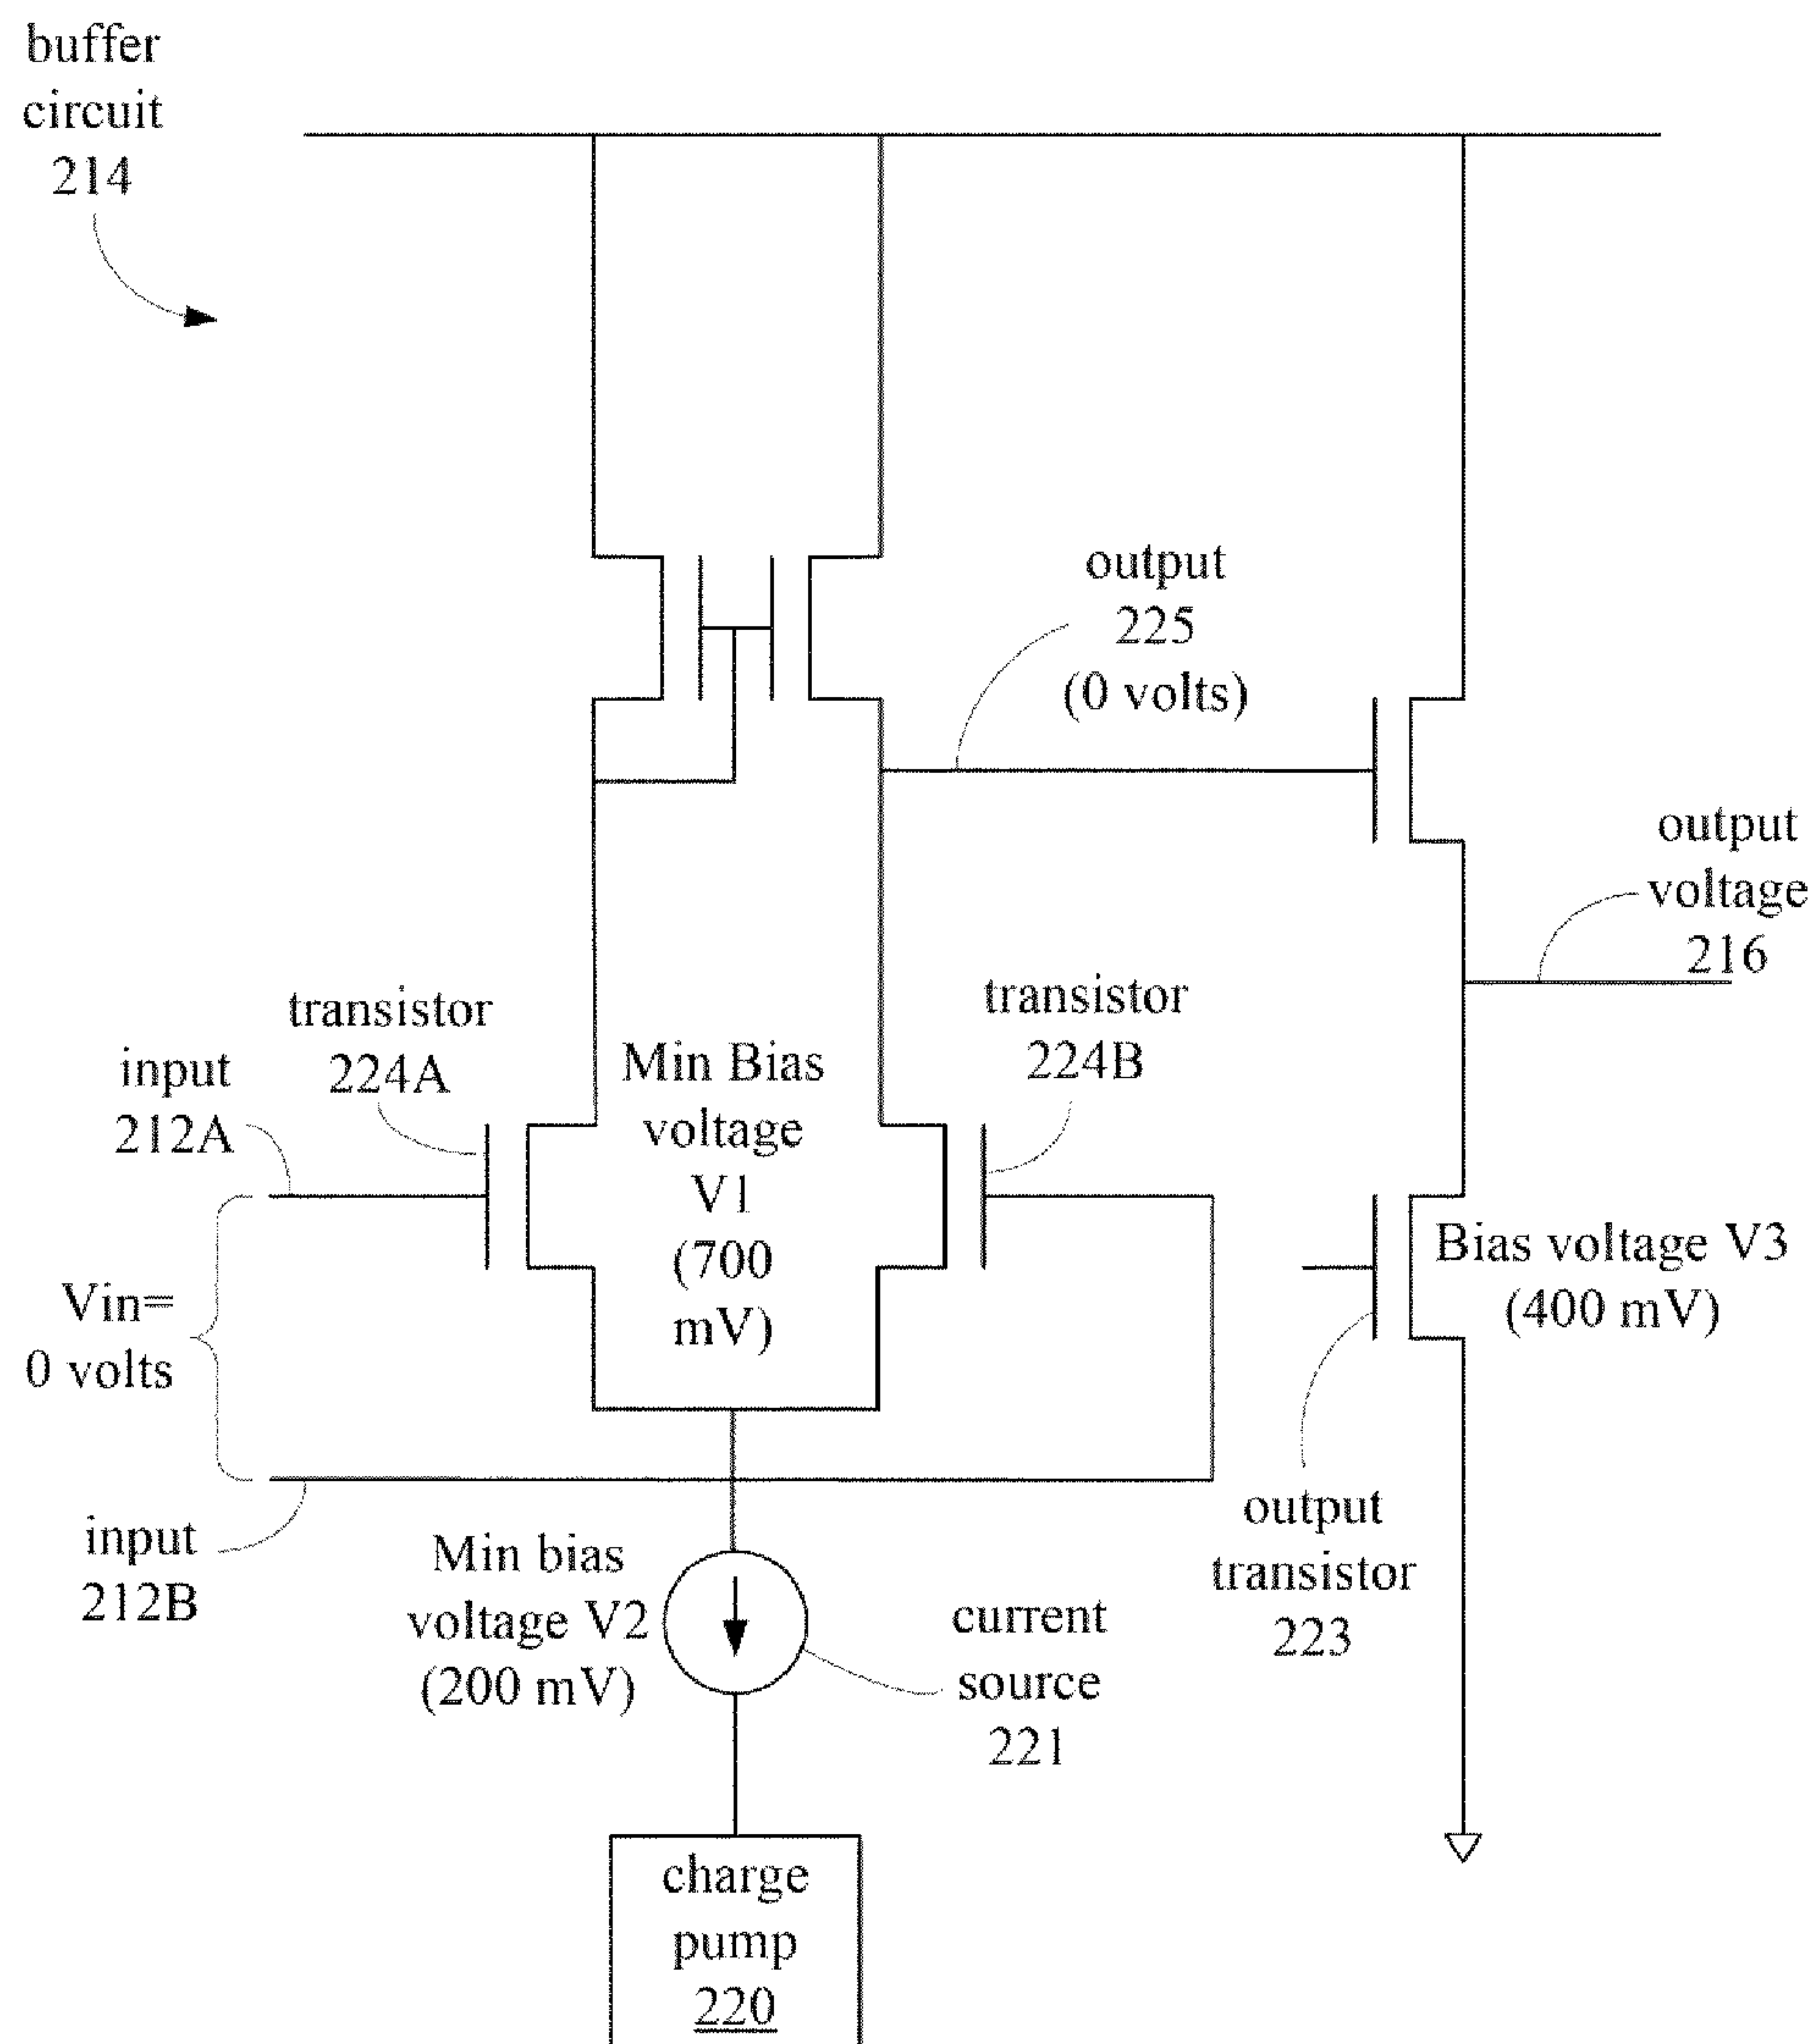 buffer
circuit
214
output
225
(0 volts)
output
voltage
216
transistor
224A
transistor
224B
input
212A
Min Bias
voltage
V1
(700
mV)
Vin=
0 volts
Bias voltage V3
(400 mV)
input
212B
Min bias
voltage V2
(200 mV)
current
source
221
output
transistor
223
charge
pump
220